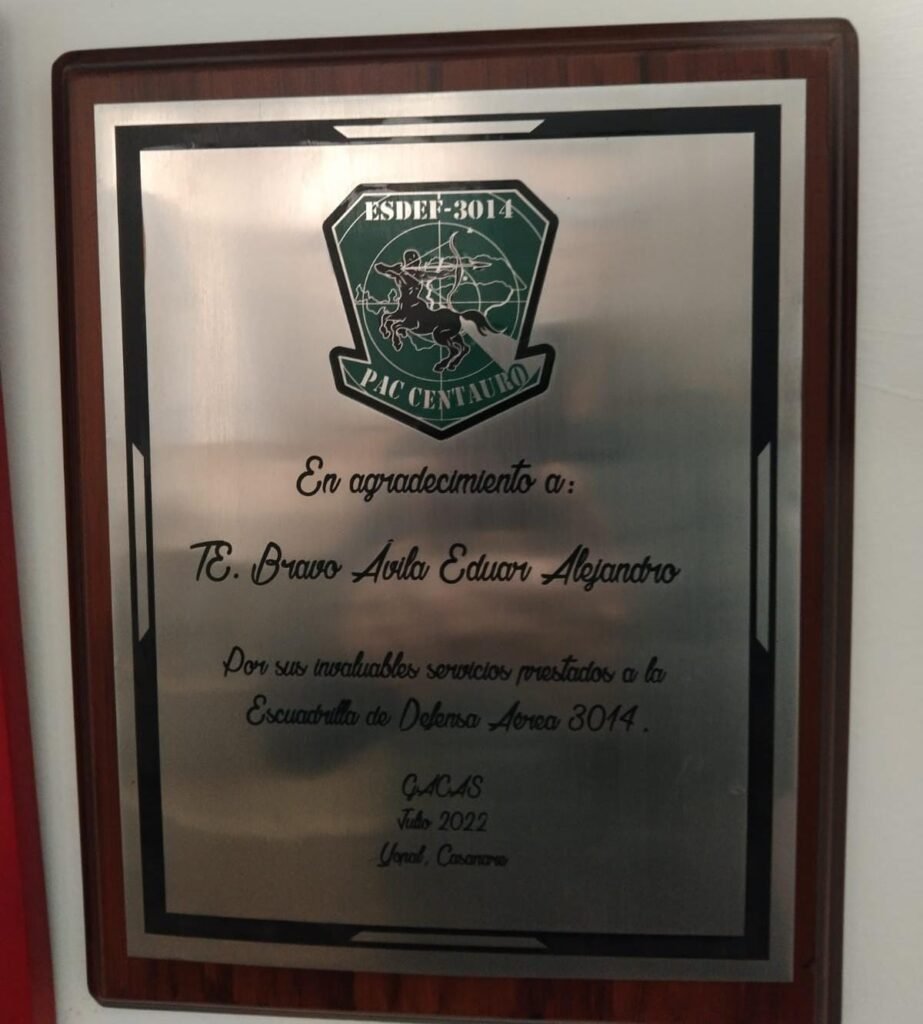 ESDEF-3014
PAC CENTAURO
En agradecimiento a:
TE. Bravo Ávila Eduar Alejandro
Por sus invaluables servicios prestados a la
Escuadrilla de Defensa Aérea 3014.
GACAS
Julio 2022
Yopal, Casanare